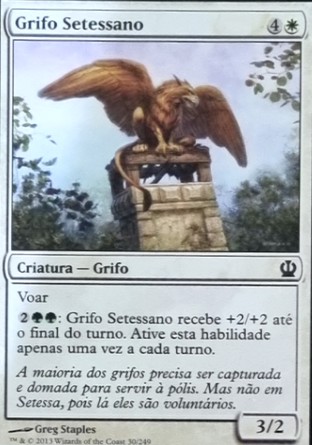 Grifo Setessano 4
Criatura — Grifo
Voar
2: Grifo Setessano recebe +2/+2 até
o final do turno. Ative esta habilidade
apenas uma vez a cada turno.
A maioria dos grifos precisa ser capturada
e domada para servir à pólis. Mas não em
Setessa, pois lá eles são voluntários.
Greg Staples
™ & © 2013 Wizards of the Coast 30/249
3/2